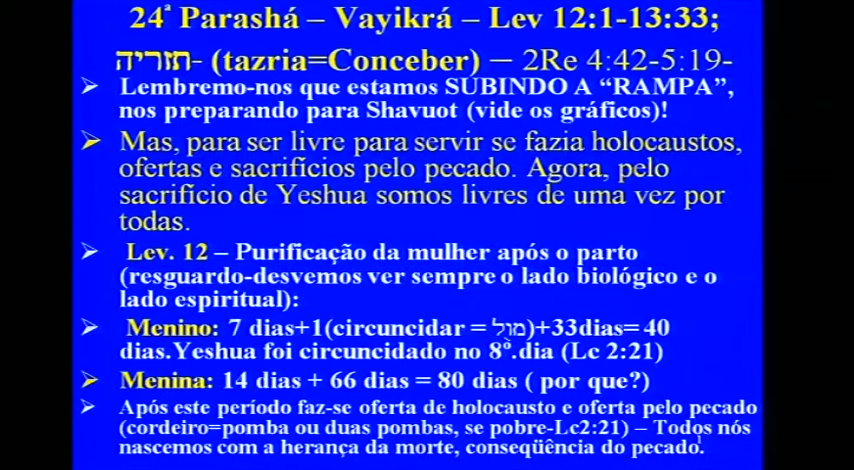 24ª Parashá – Vayikrá – Lev 12:1-13:33;
תזריה- (tazria=Conceber) – 2Re 4:42-5:19-
➢ Lembremo-nos que estamos SUBINDO A “RAMPA”,
nos preparando para Shavuot (vide os gráficos)!
➢ Mas, para ser livre para servir se fazia holocaustos,
ofertas e sacrifícios pelo pecado. Agora, pelo
sacrifício de Yeshua somos livres de uma vez por
todas.
➢ Lev. 12 – Purificação da mulher após o parto
(resguardo-desvemos ver sempre o lado biológico e o
lado espiritual):
➢ Menino: 7 dias+1(circuncidar = מוּל)+33dias= 40
dias.Yeshua foi circuncidado no 8º.dia (Lc 2:21)
➢ Menina: 14 dias + 66 dias = 80 dias ( por que?)
➢ Após este período faz-se oferta de holocausto e oferta pelo pecado
(cordeiro=pomba ou duas pombas, se pobre-Lc2:21) – Todos nós
nascemos com a herança da morte, conseqüência do pecado.